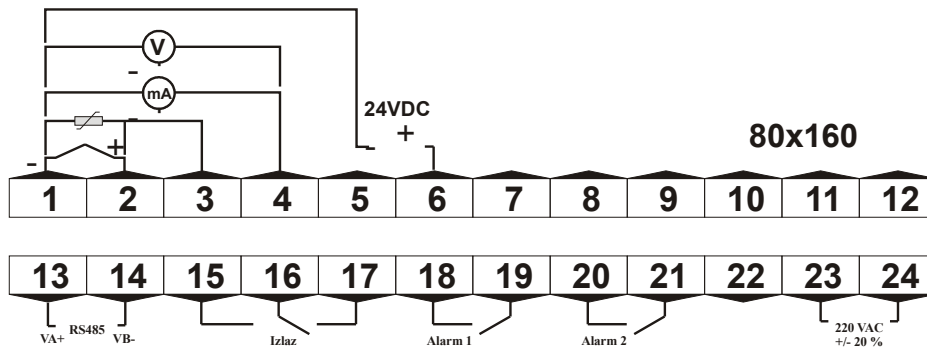 V
-
mA
-
24VDC
- +
80x160
- +
1 2 3 4 5 6 7 8 9 10 11 12
13 14 15 16 17 18 19 20 21 22 23 24
VA+ RS485 VB- Izlaz Alarm 1 Alarm 2 220 VAC
+/- 20 %